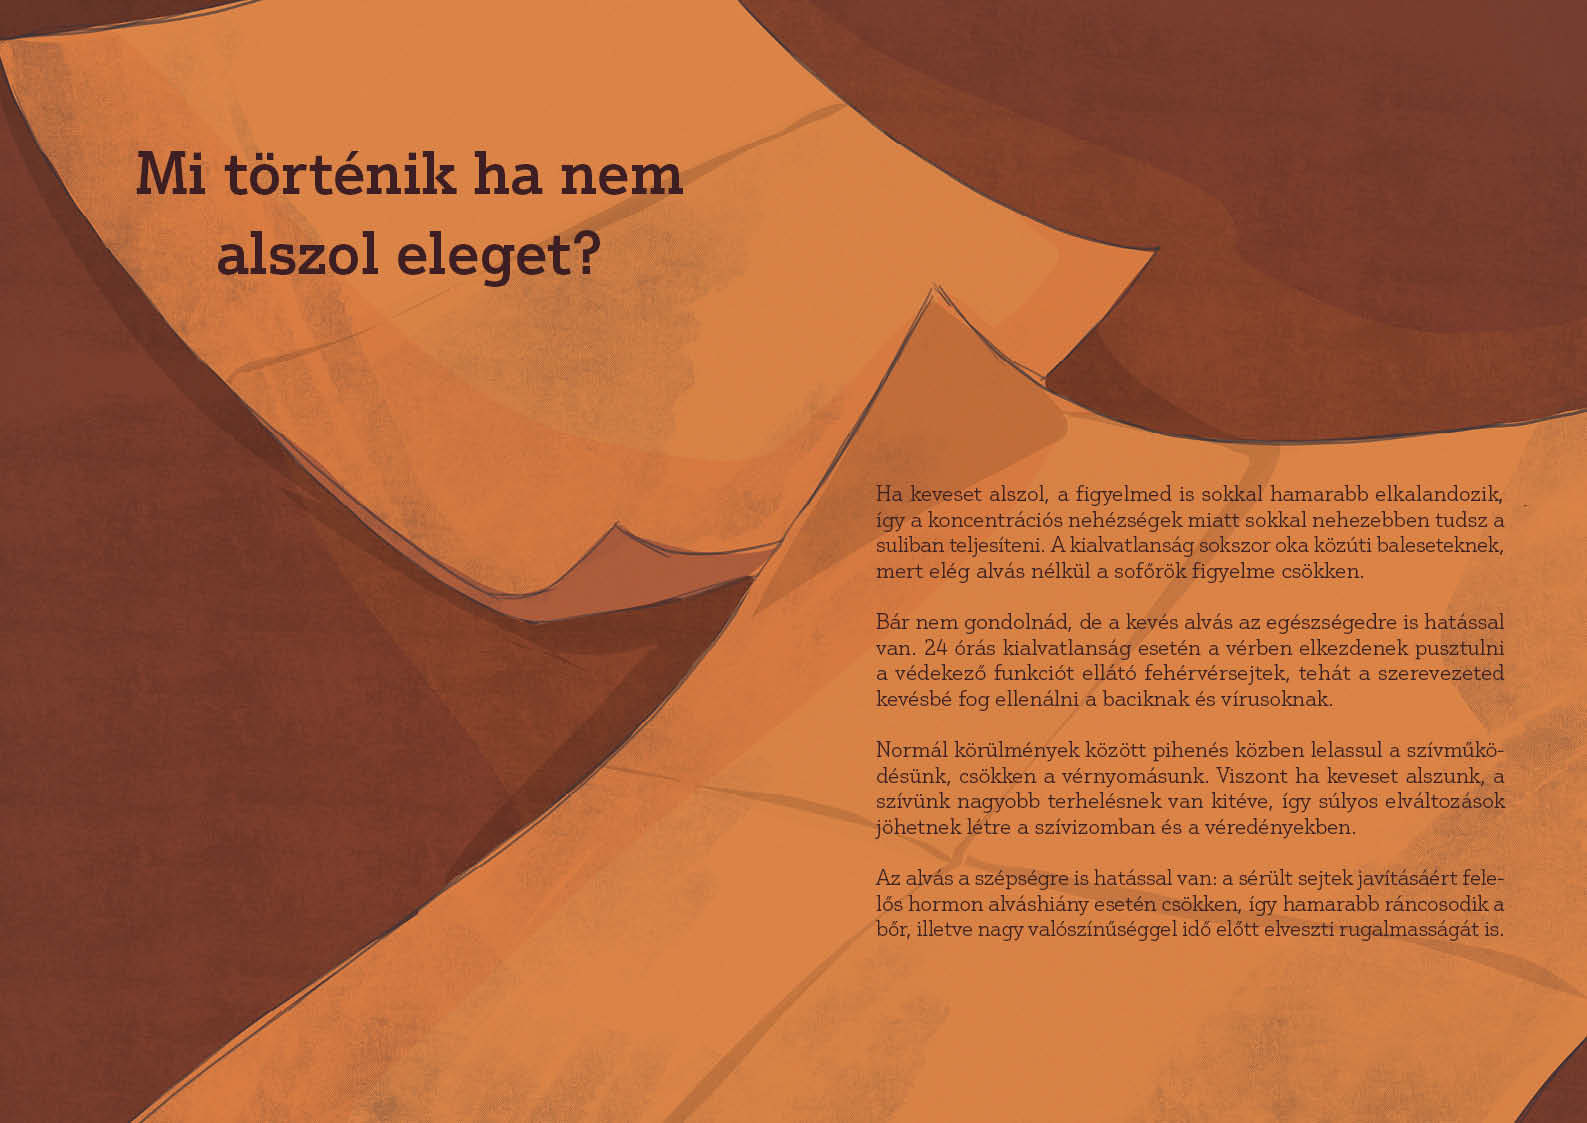 Mi történik ha nem
alszol eleget?
Ha keveset alszol, a figyelmed is sokkal hamarabb elkalandozik,
így a koncentrációs nehézségek miatt sokkal nehezebben tudsz a
suliban teljesíteni. A kialvatlanság sokszor oka közúti baleseteknek,
mert elég alvás nélkül a sofőrök figyelme csökken.
Bár nem gondolnád, de a kevés alvás az egészségedre is hatással
van. 24 órás kialvatlanság esetén a vérben elkezdenek pusztulni
a védekező funkciót ellátó fehérvérsejtek, tehát a szerevezeted
kevésbé fog ellenálni a baciknak és vírusoknak.
Normál körülmények között pihenés közben lelassul a szívműkö-
désünk, csökken a vérnyomásunk. Viszont ha keveset alszunk, a
szívünk nagyobb terhelésnek van kitéve, így súlyos elváltozások
jöhetnek létre a szívizomban és a véredényekben.
Az alvás a szépségre is hatással van: a sérült sejtek javításáért fele-
lős hormon alváshiány esetén csökken, így hamarabb ráncosodik a
bőr, illetve nagy valószínűséggel idő előtt elveszti rugalmasságát is.